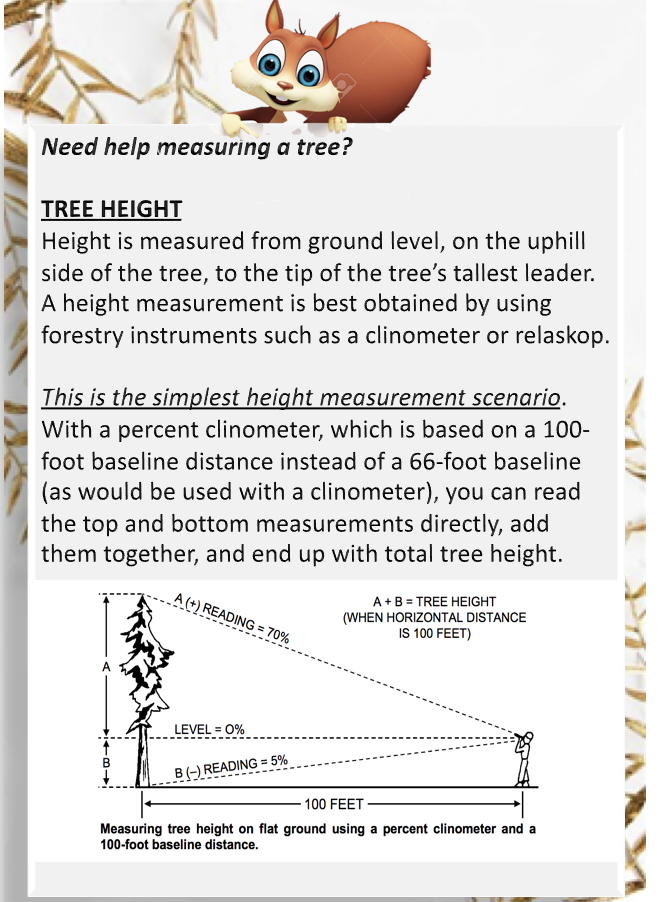 Need help measuring a tree?
TREE HEIGHT
Height is measured from ground level, on the uphill
side of the tree, to the tip of the tree’s tallest leader.
A height measurement is best obtained by using
forestry instruments such as a clinometer or relaskop.
This is the simplest height measurement scenario.
With a percent clinometer, which is based on a 100-
foot baseline distance instead of a 66-foot baseline
(as would be used with a clinometer), you can read
the top and bottom measurements directly, add
them together, and end up with total tree height.
A (+) READING = 70%
A + B = TREE HEIGHT
(WHEN HORIZONTAL DISTANCE
IS 100 FEET)
A
LEVEL = O%
B
B (–) READING = 5%
100 FEET
Measuring tree height on flat ground using a percent clinometer and a
100-foot baseline distance.